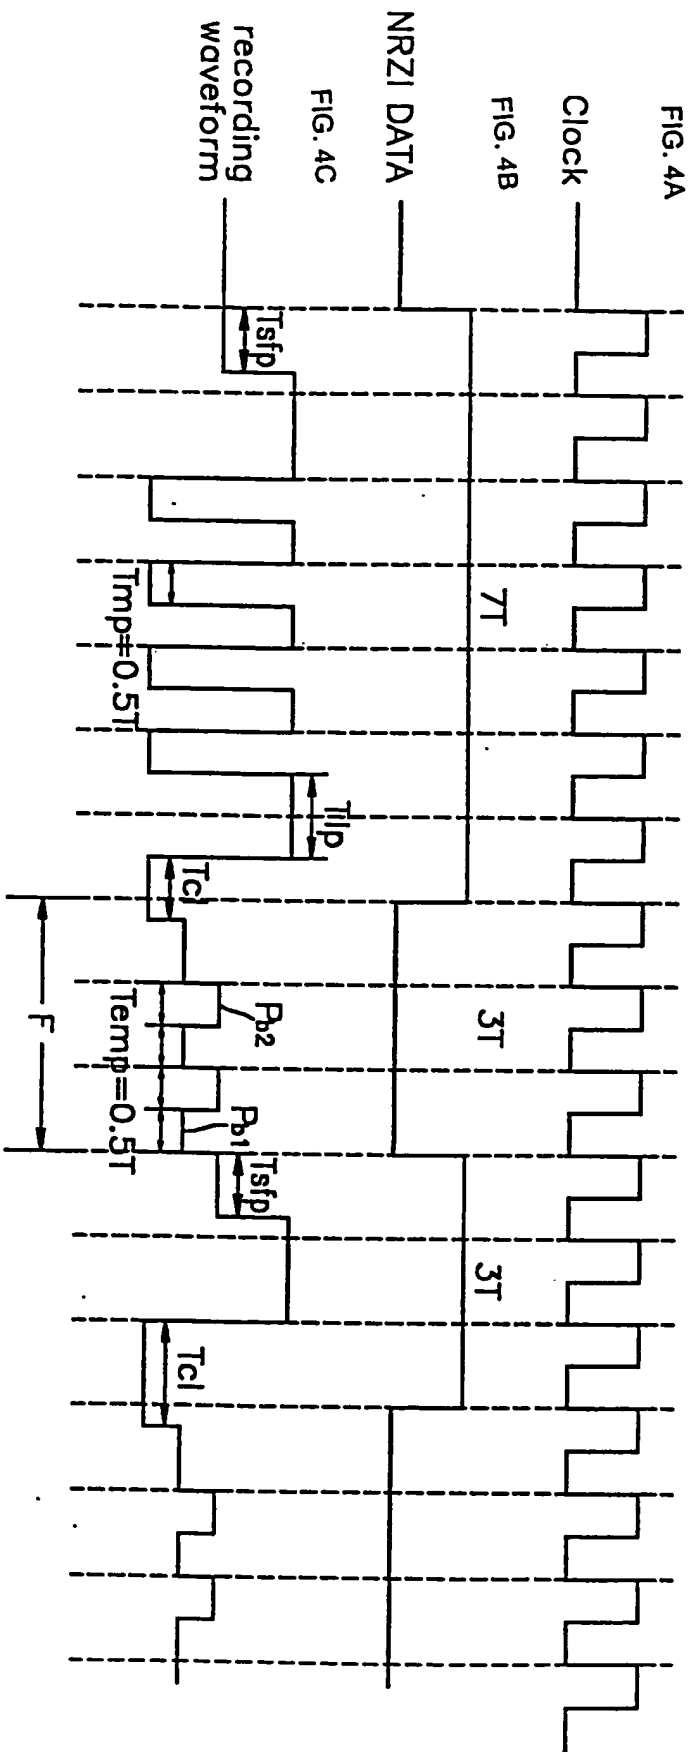 FIG. 4A
Clock
FIG. 4B
NRZI DATA
7T
3T
3T
FIG. 4C
recording
waveform
Tsfp
Tmp=0.5T
Tlp
Tcl
Pb2
Temp=0.5T
Pb1
Tsfp
Tcl
F